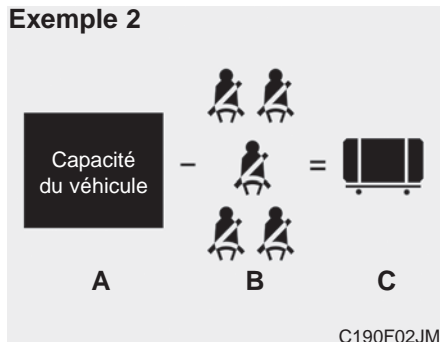 Exemple 2
Capacité
du véhicule
–
=
A B C
C190F02JM